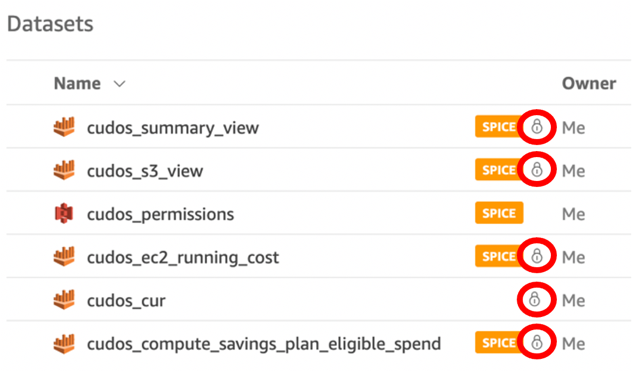 Datasets
Name Owner
cudos_summary_view SPICE Me
cudos_s3_view SPICE Me
cudos_permissions SPICE Me
cudos_ec2_running_cost SPICE Me
cudos_cur Me
cudos_compute_savings_plan_eligible_spend SPICE Me